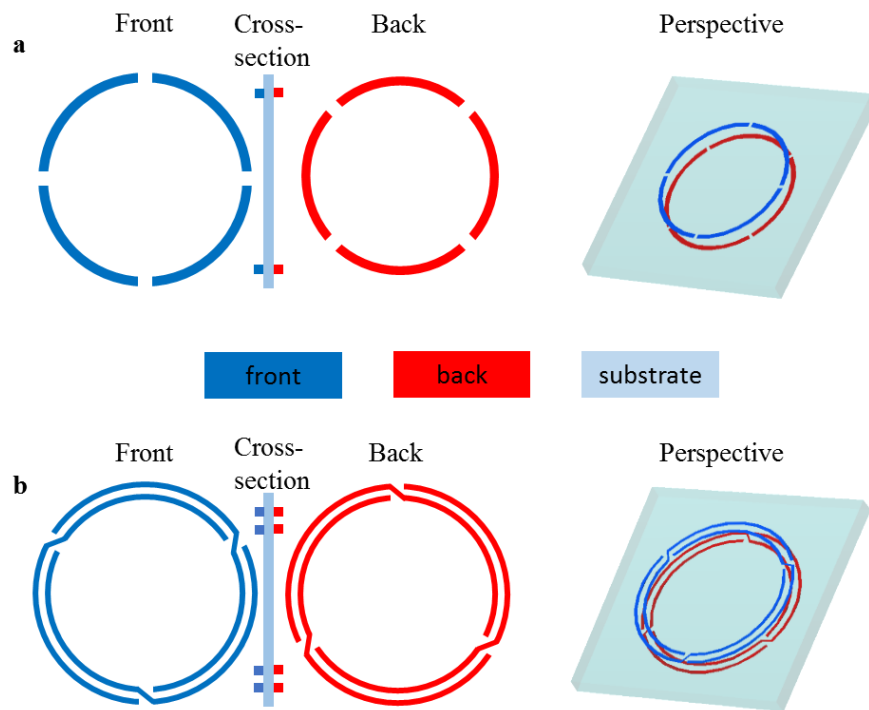 Front
Cross-
section
Back
Perspective
a
front
back
substrate
Front
Cross-
section
Back
Perspective
b